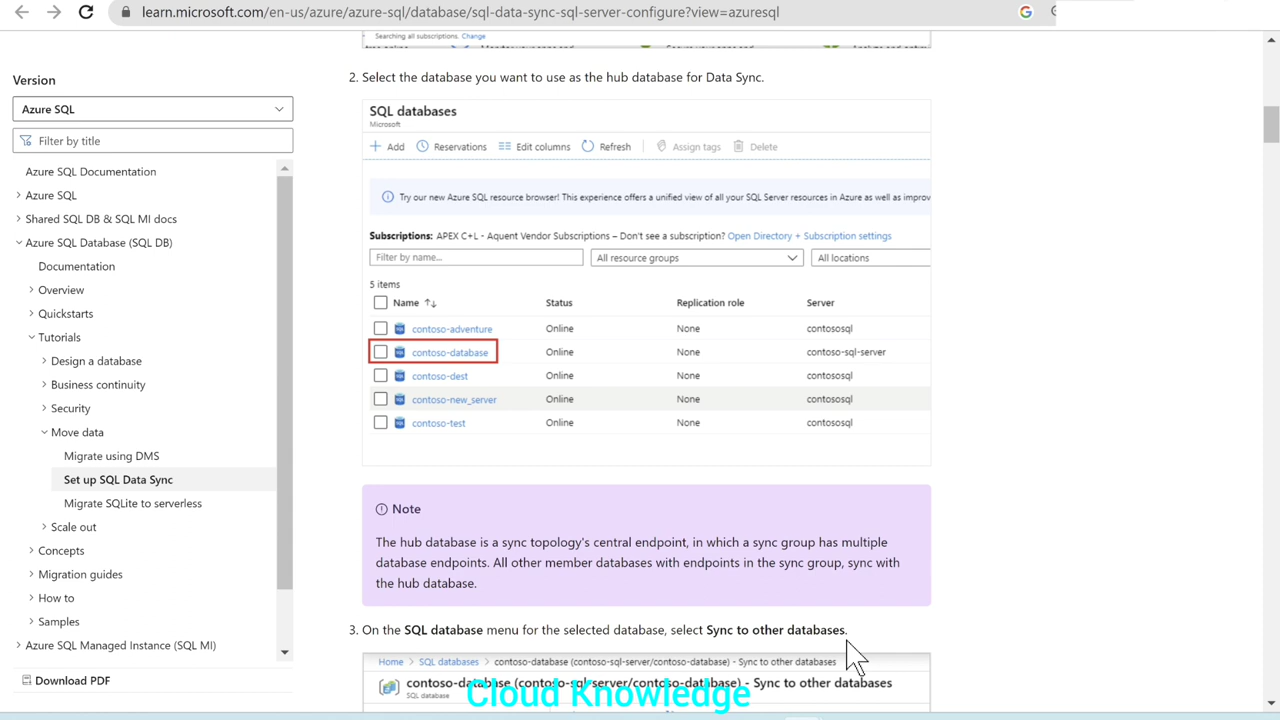 learn.microsoft.com/en-us/azure/azure-sql/database/sql-data-sync-sql-server-configure?view=azuresql
Searching all subscriptions. Change
Version
Azure SQL
Filter by title
Azure SQL Documentation
Azure SQL
Shared SQL DB & SQL MI docs
Azure SQL Database (SQL DB)
Documentation
Overview
Quickstarts
Tutorials
Design a database
Business continuity
Security
Move data
Migrate using DMS
Set up SQL Data Sync
Migrate SQLite to serverless
Scale out
Concepts
Migration guides
How to
Samples
Azure SQL Managed Instance (SQL MI)
Download PDF
2. Select the database you want to use as the hub database for Data Sync.
SQL databases
Microsoft
Add Reservations Edit columns Refresh Assign tags Delete
Try our new Azure SQL resource browser! This experience offers a unified view of all your SQL Server resources in Azure as well as improv
Subscriptions: APEX C+L - Aquent Vendor Subscriptions – Don't see a subscription? Open Directory + Subscription settings
Filter by name... All resource groups All locations
5 items
Name Status Replication role Server
contoso-adventure Online None contososql
contoso-database Online None contoso-sql-server
contoso-dest Online None contososql
contoso-new_server Online None contososql
contoso-test Online None contososql
Note
The hub database is a sync topology's central endpoint, in which a sync group has multiple
database endpoints. All other member databases with endpoints in the sync group, sync with
the hub database.
3. On the SQL database menu for the selected database, select Sync to other databases.
Home > SQL databases > contoso-database (contoso-sql-server/contoso-database) - Sync to other databases
contoso-database (contoso-sql-server/contoso-database) - Sync to other databases
SQL database
Cloud Knowledge